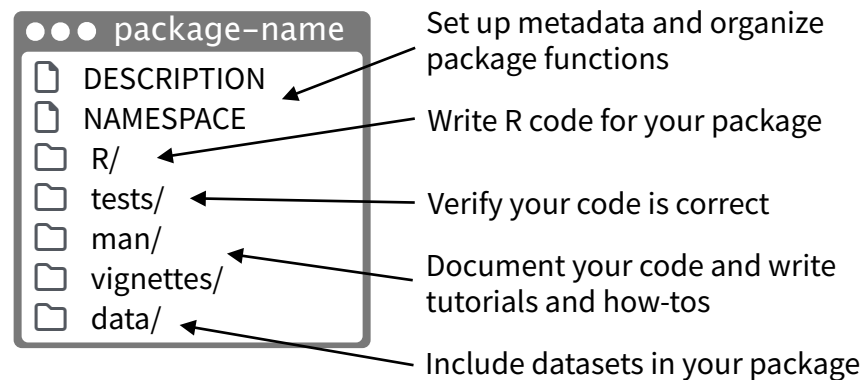 package-name
DESCRIPTION
NAMESPACE
R/
tests/
man/
vignettes/
data/
Set up metadata and organize
package functions
Write R code for your package
Verify your code is correct
Document your code and write
tutorials and how-tos
Include datasets in your package